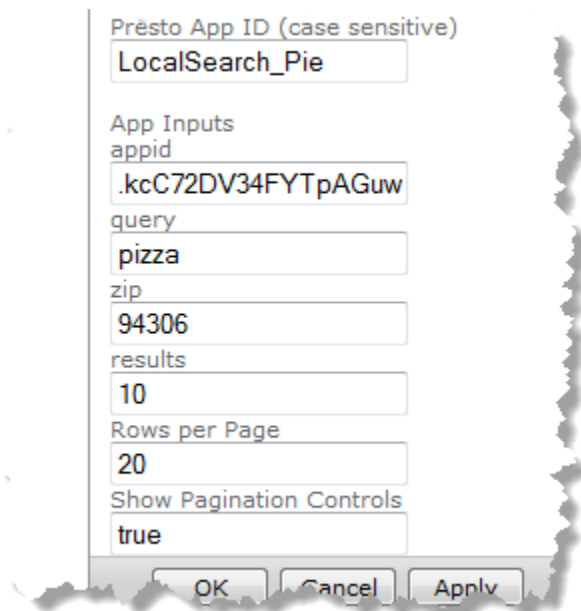 Presto App ID (case sensitive)
LocalSearch_Pie
App Inputs
appid
.kcC72DV34FYTpAGuw
query
pizza
zip
94306
results
10
Rows per Page
20
Show Pagination Controls
true
OK Cancel Apply